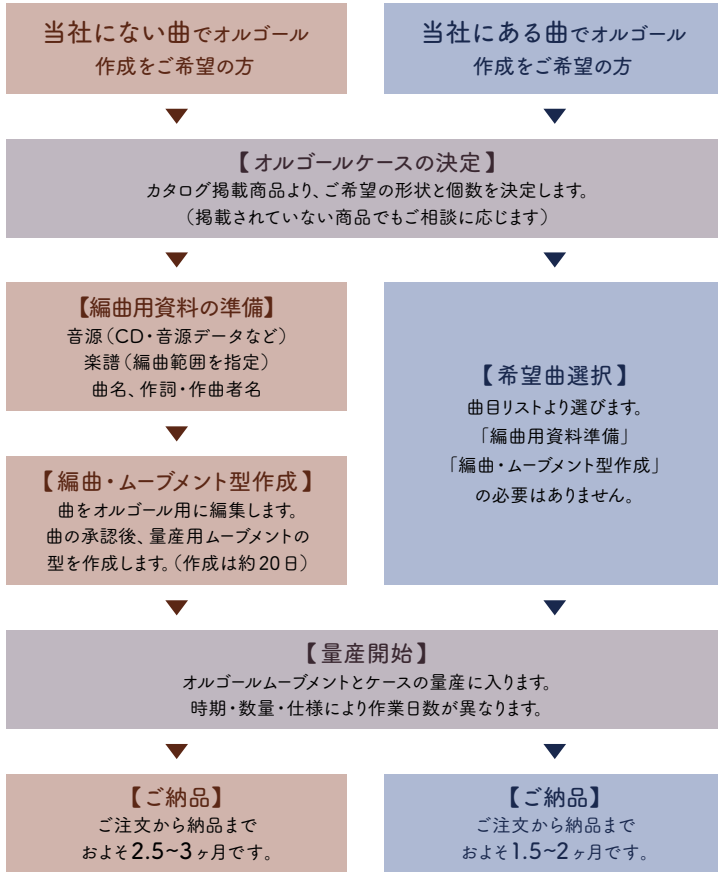 当社にない曲でオルゴール
作成をご希望の方
当社にある曲でオルゴール
作成をご希望の方
【オルゴールケースの決定】
カタログ掲載商品より、ご希望の形状と個数を決定します。
（掲載されていない商品でもご相談に応じます）
【編曲用資料の準備】
音源（CD・音源データなど）
楽譜（編曲範囲を指定）
曲名、作詞・作曲者名
【編曲・ムーブメント型作成】
曲をオルゴール用に編集します。
曲の承認後、量産用ムーブメントの
型を作成します。（作成は約20日）
【希望曲選択】
曲目リストより選びます。
「編曲用資料準備」
「編曲・ムーブメント型作成」
の必要はありません。
【量産開始】
オルゴールムーブメントとケースの量産に入ります。
時期・数量・仕様により作業日数が異なります。
【ご納品】
ご注文から納品まで
およそ2.5~3ヶ月です。
【ご納品】
ご注文から納品まで
およそ1.5~2ヶ月です。